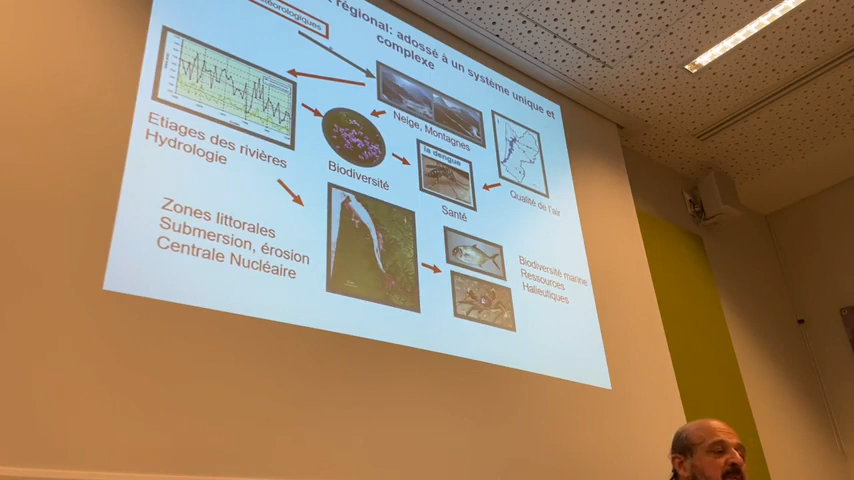 régional: adossé à un système unique et
complexe
Neige, Montagnes
Etiages des rivières
Hydrologie
Biodiversité
la dengue
Santé
Qualité de l'air
Zones littorales
Submersion, érosion
Centrale Nucléaire
Biodiversité marine
Ressources
Halieutiques